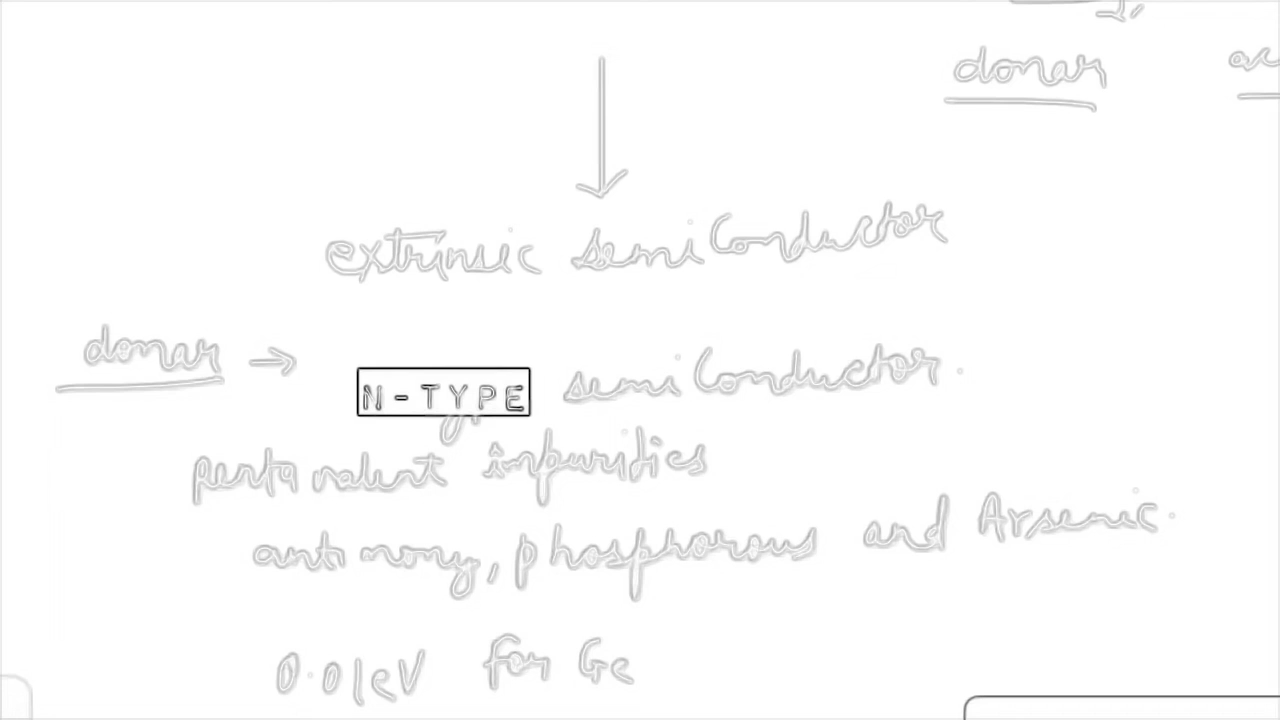 donar
extrinsic semiconductor
donar → N-TYPE semiconductor.
pentavalent impurities
antimony, phosphorous and Arsenic.
0.01eV for Ge